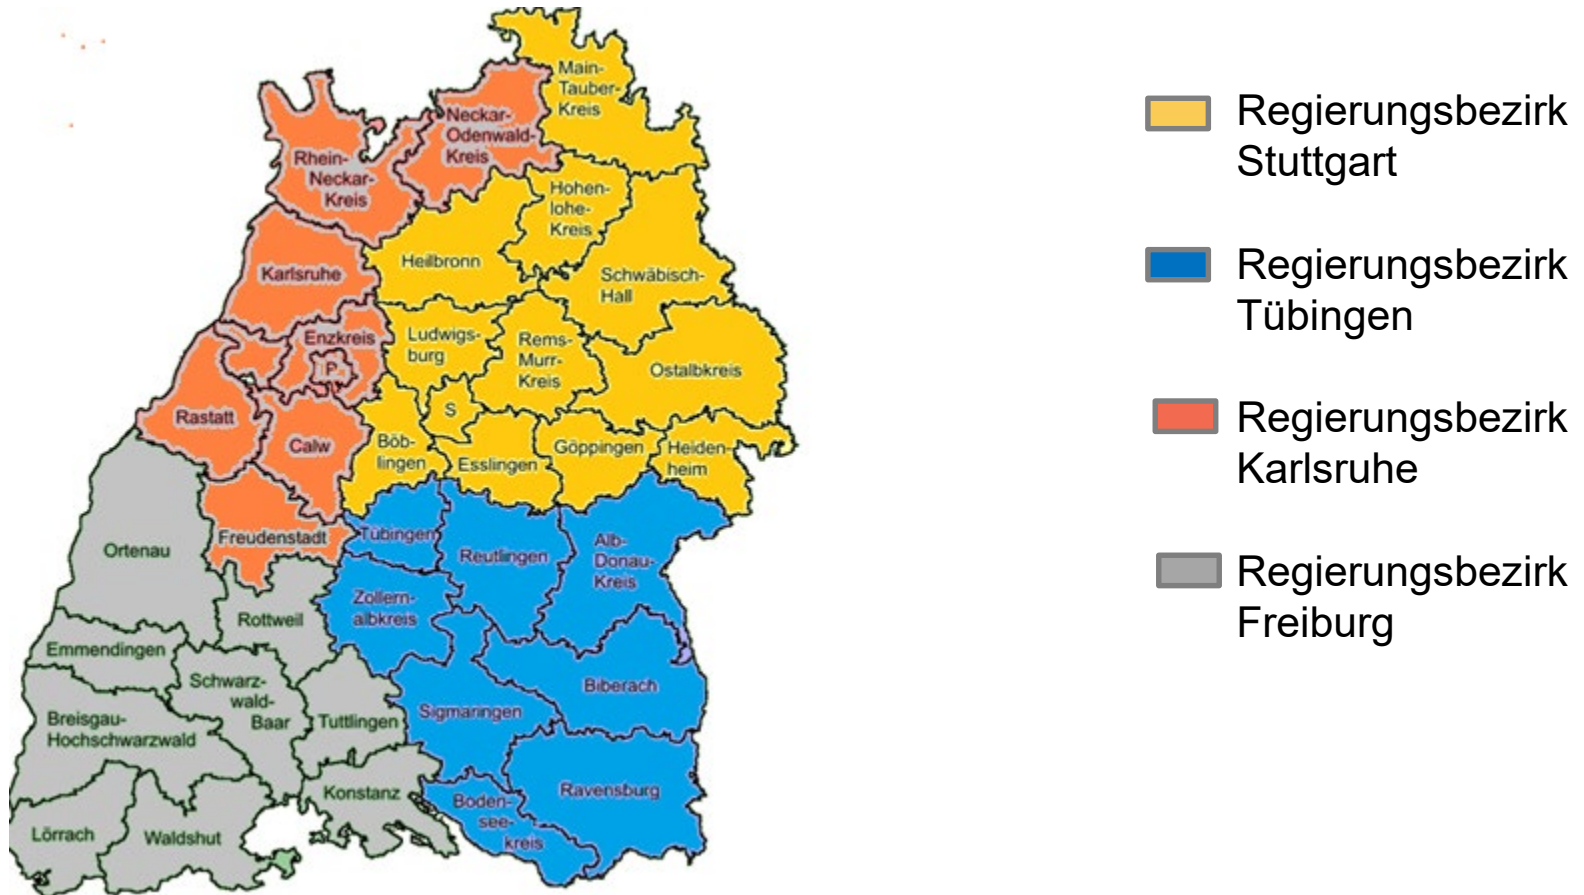 Main-
Tauber-
Kreis
Neckar-
Odenwald-
Kreis
Rhein-
Neckar-
Kreis
Hohen-
lohe-
Kreis
Heilbronn
Karlsruhe
Schwäbisch-
Hall
Enzkreis
P.
Ludwigs-
burg
Rems-
Murr-
Kreis
Ostalbkreis
Rastatt
S
Calw
Böb-
lingen
Esslingen
Göppingen
Heiden-
heim
Ortenau
Freudenstadt
Tübingen
Reutlingen
Alb-
Donau-
Kreis
Zollern-
albkreis
Rottweil
Emmendingen
Schwarz-
wald-
Baar
Biberach
Breisgau-
Hochschwarzwald
Tuttlingen
Sigmaringen
Konstanz
Ravensburg
Boden-
see-
kreis
Lörrach
Waldshut
Regierungsbezirk
Stuttgart
Regierungsbezirk
Tübingen
Regierungsbezirk
Karlsruhe
Regierungsbezirk
Freiburg